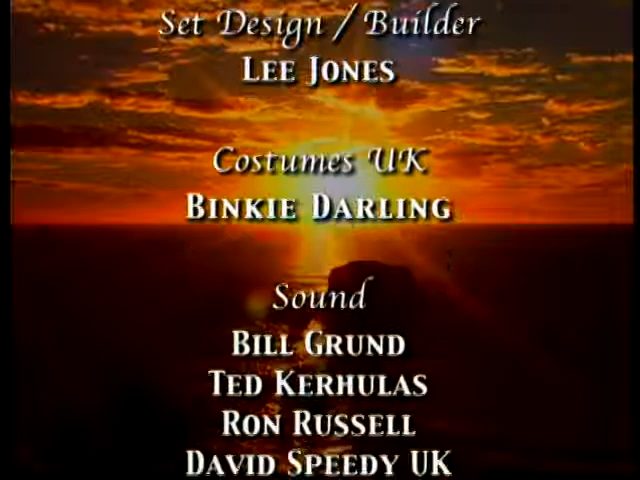 Set Design / Builder
LEE JONES
Costumes UK
BINKIE DARLING
Sound
BILL GRUND
TED KERHULAS
RON RUSSELL
DAVID SPEEDY UK